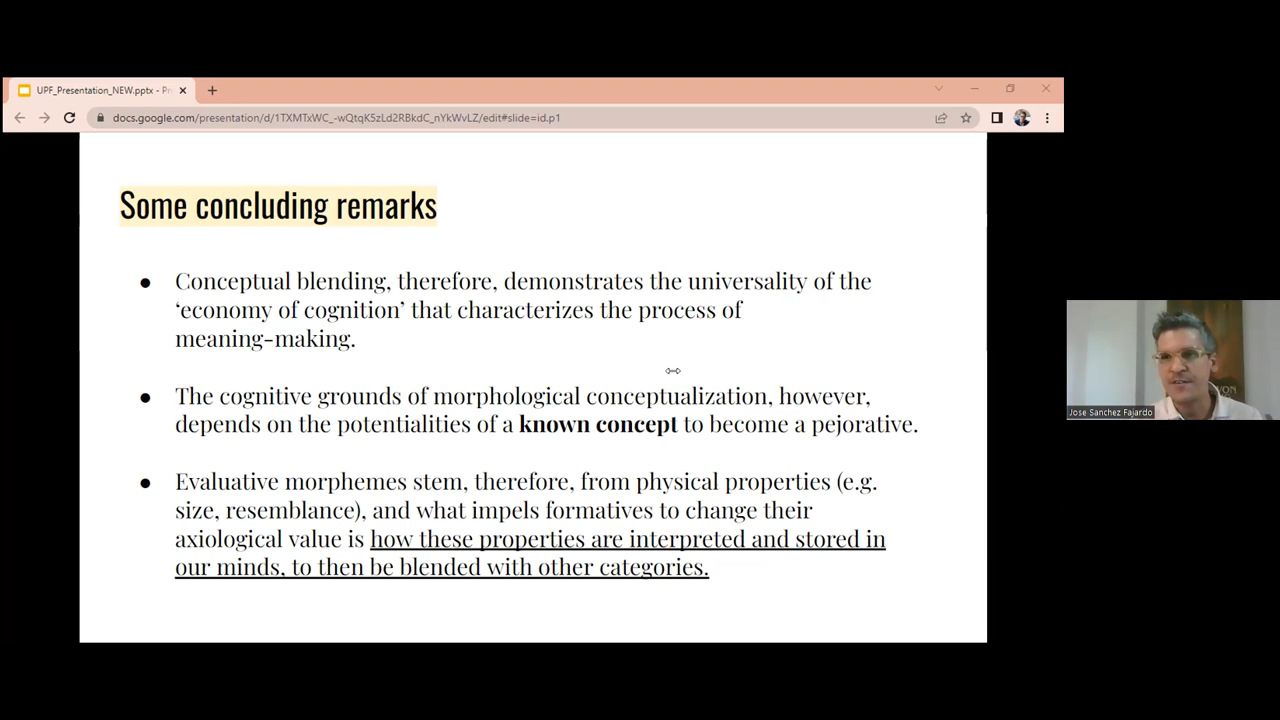 UPF_Presentation_NEW.pptx - Pr
docs.google.com/presentation/d/1TXMTxWC_-wQtqK5zLd2RBkdC_nYkWvLZ/edit#slide=id.p1
Some concluding remarks
● Conceptual blending, therefore, demonstrates the universality of the
‘economy of cognition’ that characterizes the process of
meaning-making.
● The cognitive grounds of morphological conceptualization, however,
depends on the potentialities of a known concept to become a pejorative.
● Evaluative morphemes stem, therefore, from physical properties (e.g.
size, resemblance), and what impels formatives to change their
axiological value is how these properties are interpreted and stored in
our minds, to then be blended with other categories.
Jose Sanchez Fajardo